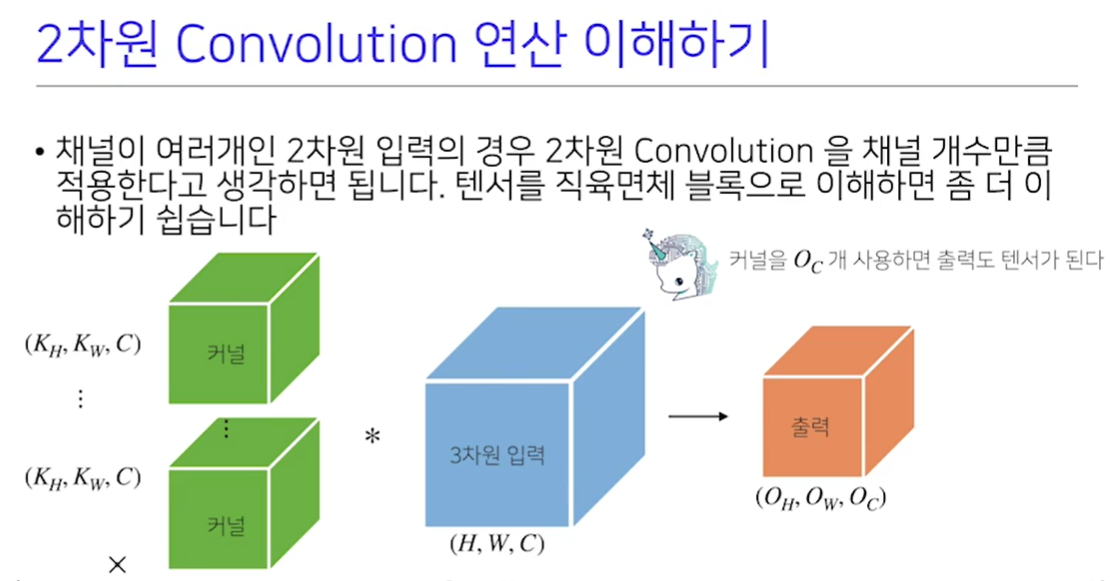 2차원 Convolution 연산 이해하기
• 채널이 여러개인 2차원 입력의 경우 2차원 Convolution 을 채널 개수만큼
적용한다고 생각하면 됩니다. 텐서를 직육면체 블록으로 이해하면 좀 더 이
해하기 쉽습니다
커널을 O_C 개 사용하면 출력도 텐서가 된다
(K_H, K_W, C)
커널
⋮
⋮
(K_H, K_W, C)
커널
×
*
3차원 입력
(H, W, C)
→
출력
(O_H, O_W, O_C)